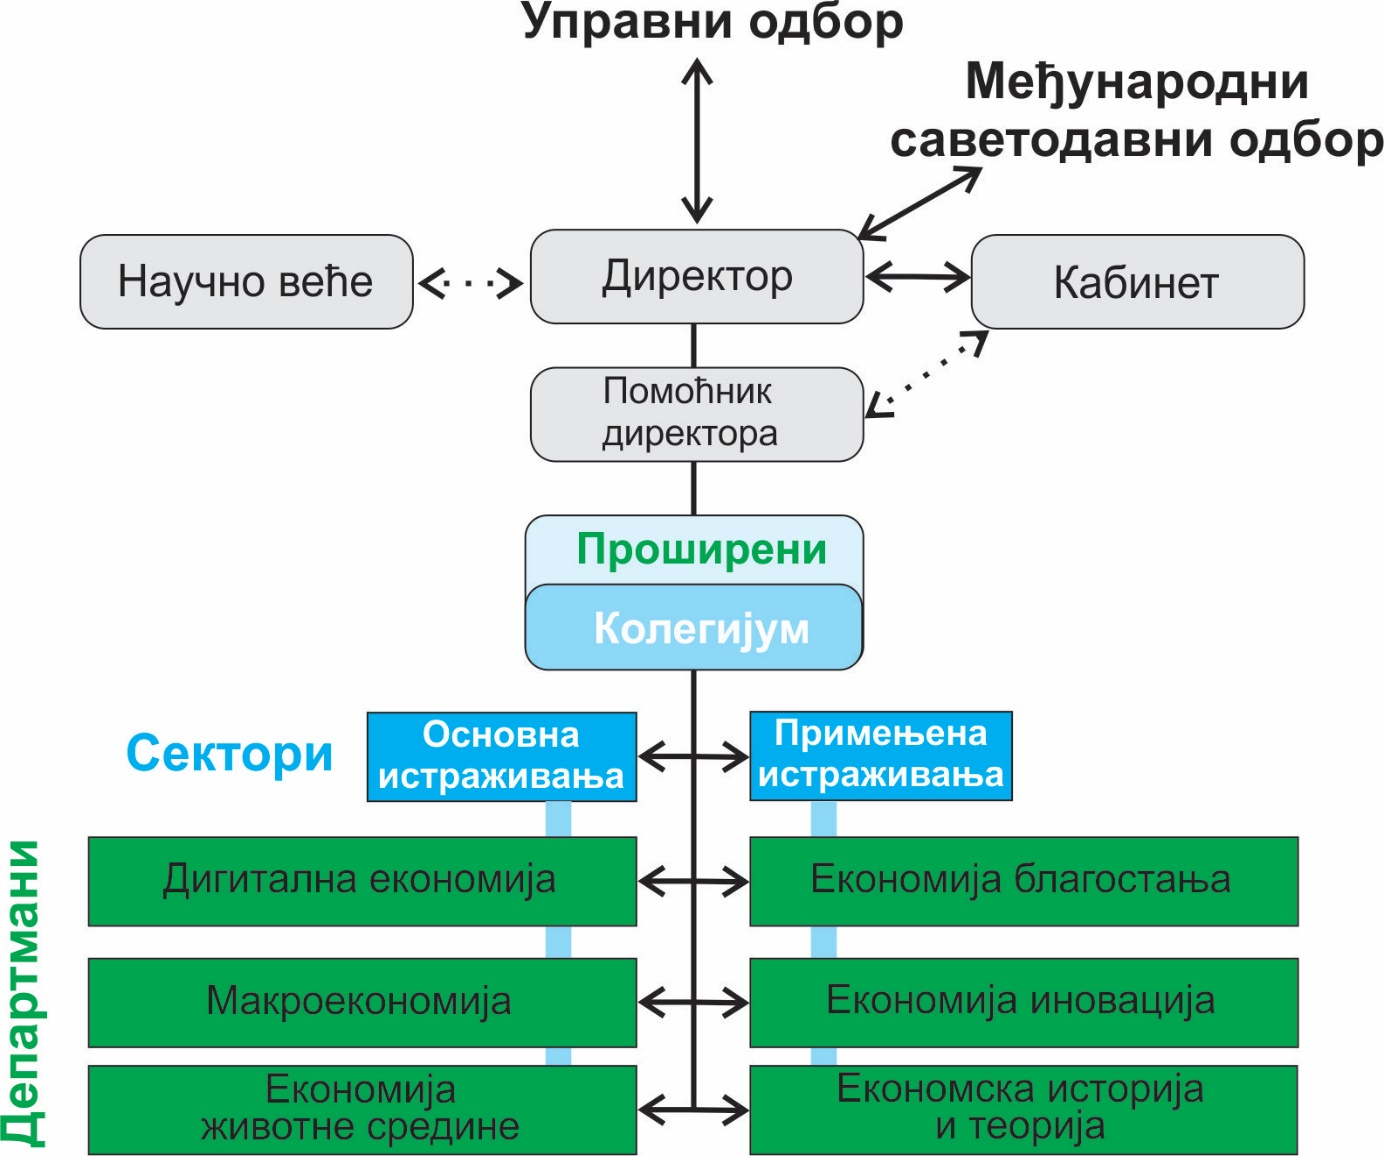 Управни одбор
Међународни
саветодавни одбор
Научно веће
Директор
Кабинет
Помоћник
директора
Проширени
Колегијум
Сектори
Основна
истраживања
Примењена
истраживања
Департмани
Дигитална економија
Економија благостања
Макроекономија
Економија иновација
Економија
животне средине
Економска историја
и теорија